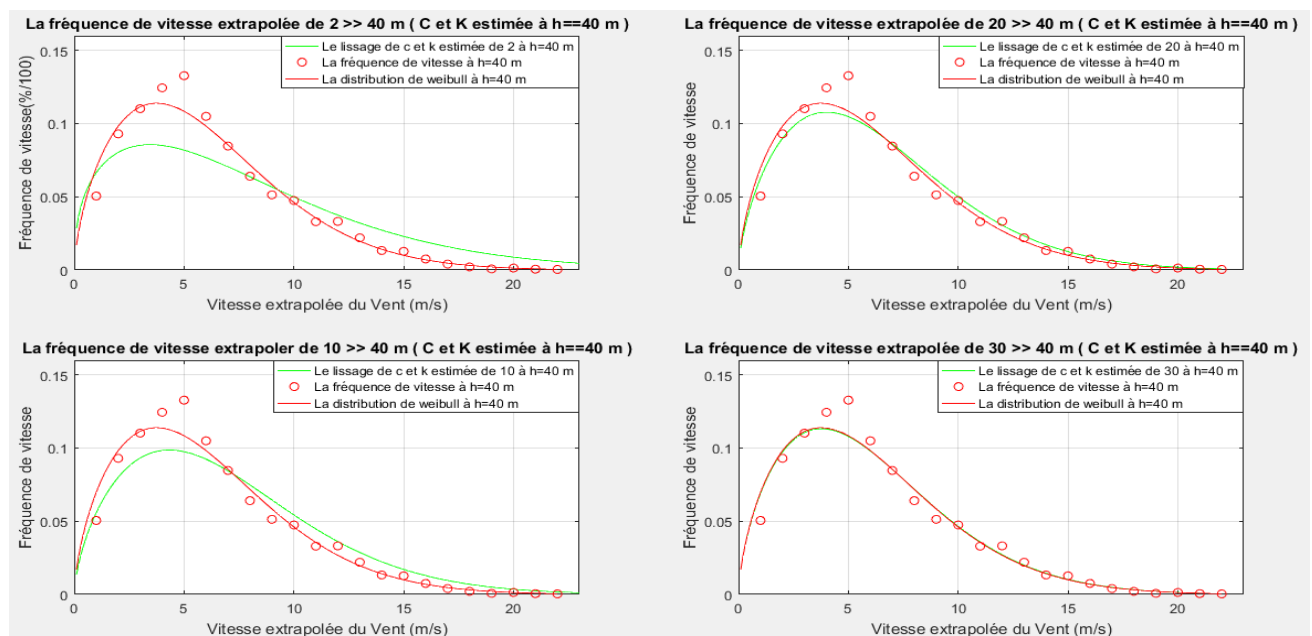 La fréquence de vitesse extrapolée de 2 >> 40 m ( C et K estimée à h==40 m )
0.15
0.1
0.05
0
Fréquence de vitesse(%/100)
Le lissage de c et k estimée de 2 à h=40 m
La fréquence de vitesse à h=40 m
La distribution de weibull à h=40 m
0 5 10 15 20
Vitesse extrapolée du Vent (m/s)
La fréquence de vitesse extrapolée de 20 >> 40 m ( C et K estimée à h==40 m )
0.15
0.1
0.05
0
Fréquence de vitesse
Le lissage de c et k estimée de 20 à h=40 m
La fréquence de vitesse à h=40 m
La distribution de weibull à h=40 m
0 5 10 15 20
Vitesse extrapolée du Vent (m/s)
La fréquence de vitesse extrapoler de 10 >> 40 m ( C et K estimée à h==40 m )
0.15
0.1
0.05
0
Fréquence de vitesse
Le lissage de c et k estimée de 10 à h=40 m
La fréquence de vitesse à h=40 m
La distribution de weibull à h=40 m
0 5 10 15 20
Vitesse extrapolée du Vent (m/s)
La fréquence de vitesse extrapolée de 30 >> 40 m ( C et K estimée à h==40 m )
0.15
0.1
0.05
0
Fréquence de vitesse
Le lissage de c et k estimée de 30 à h=40 m
La fréquence de vitesse à h=40 m
La distribution de weibull à h=40 m
0 5 10 15 20
Vitesse extrapolée du Vent (m/s)